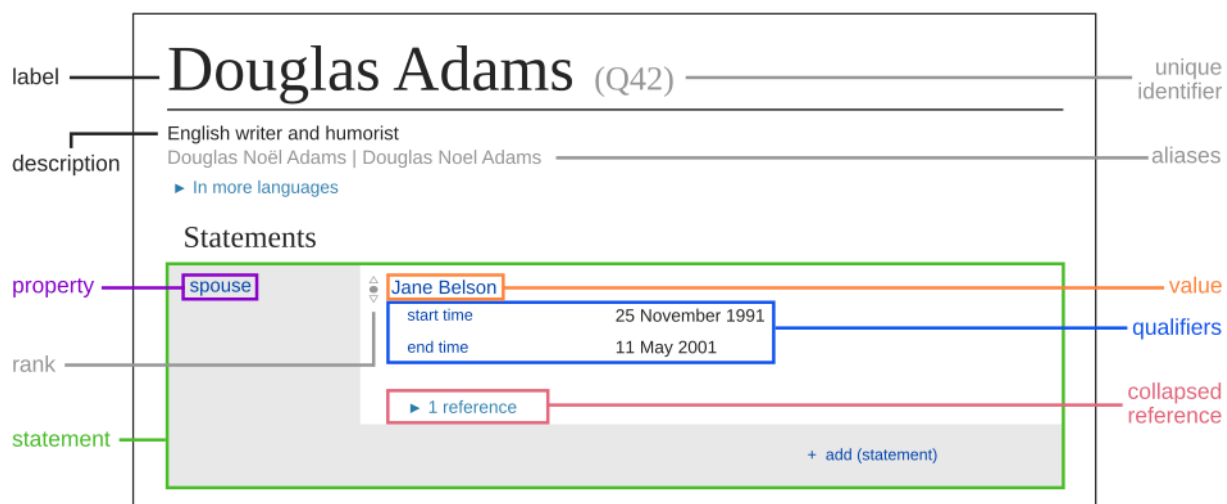 label
Douglas Adams (Q42)
unique
identifier
description
English writer and humorist
Douglas Noël Adams | Douglas Noel Adams
aliases
► In more languages
Statements
property
spouse
Jane Belson
value
start time 25 November 1991
qualifiers
end time 11 May 2001
rank
► 1 reference
collapsed
reference
statement
+ add (statement)